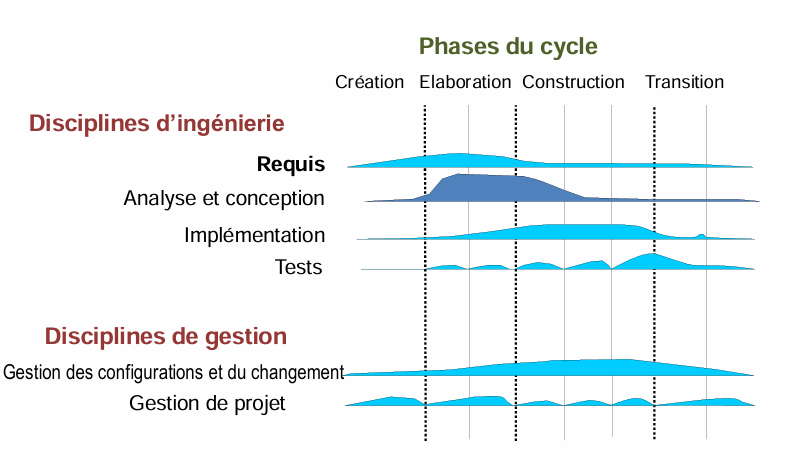 Phases du cycle
Création Elaboration Construction Transition
Disciplines d'ingénierie
Requis
Analyse et conception
Implémentation
Tests
Disciplines de gestion
Gestion des configurations et du changement
Gestion de projet